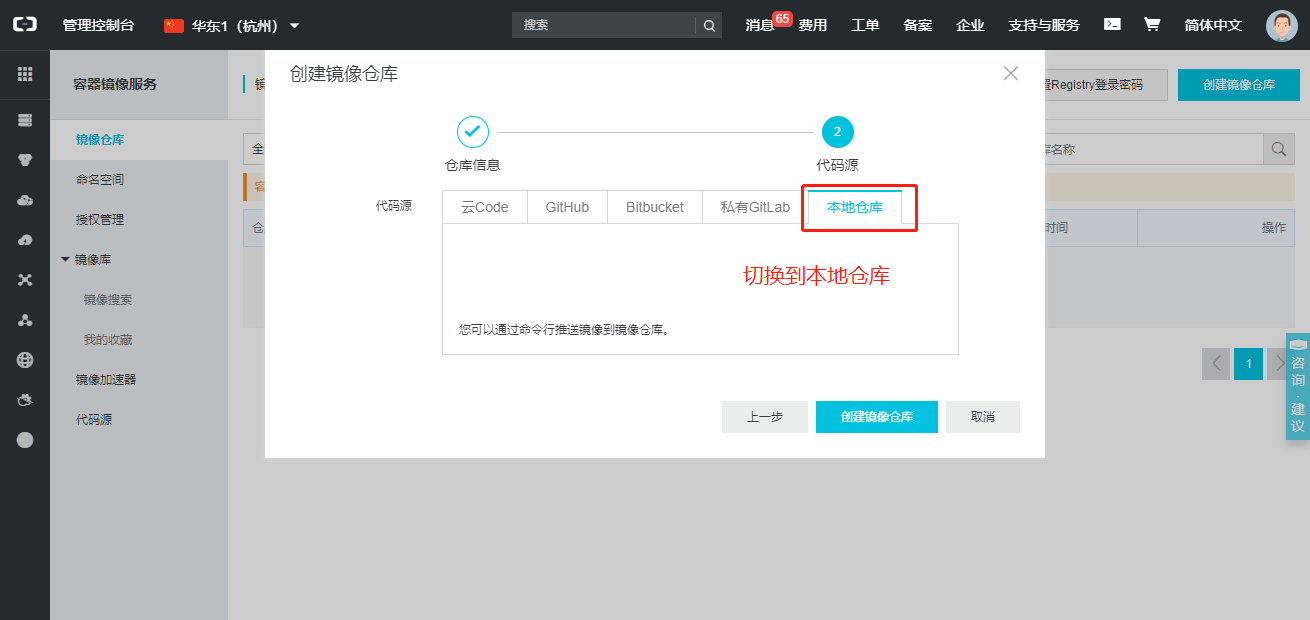 管理控制台
华东1（杭州）
搜索
消息
65
费用
工单
备案
企业
支持与服务
简体中文
容器镜像服务
镜像仓库
命名空间
授权管理
镜像库
镜像搜索
我的收藏
镜像加速器
代码源
创建镜像仓库
仓库信息
2
代码源
代码源
云Code
GitHub
Bitbucket
私有GitLab
本地仓库
切换到本地仓库
您可以通过命令行推送镜像到镜像仓库。
上一步
创建镜像仓库
取消
镜
全
容
仓
Registry登录密码
创建镜像仓库
名称
时间
操作
1
咨询·建议